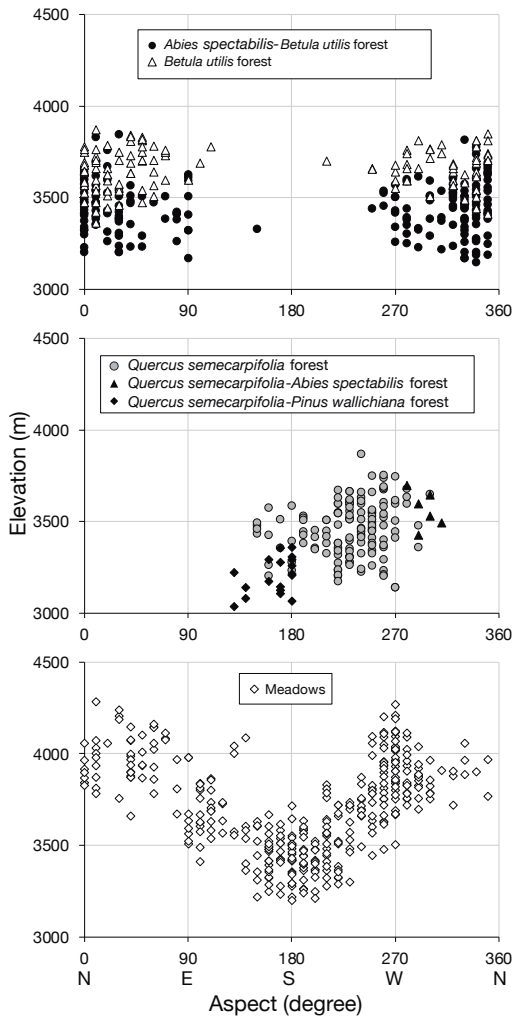 4500
Abies spectabilis-Betula utilis forest
Betula utilis forest
4000
3500
3000
0 90 180 270 360
4500
Quercus semecarpifolia forest
Quercus semecarpifolia-Abies spectabilis forest
Quercus semecarpifolia-Pinus wallichiana forest
4000
Elevation (m)
3500
3000
0 90 180 270 360
4500
Meadows
4000
3500
3000
0 90 180 270 360
N E S W N
Aspect (degree)